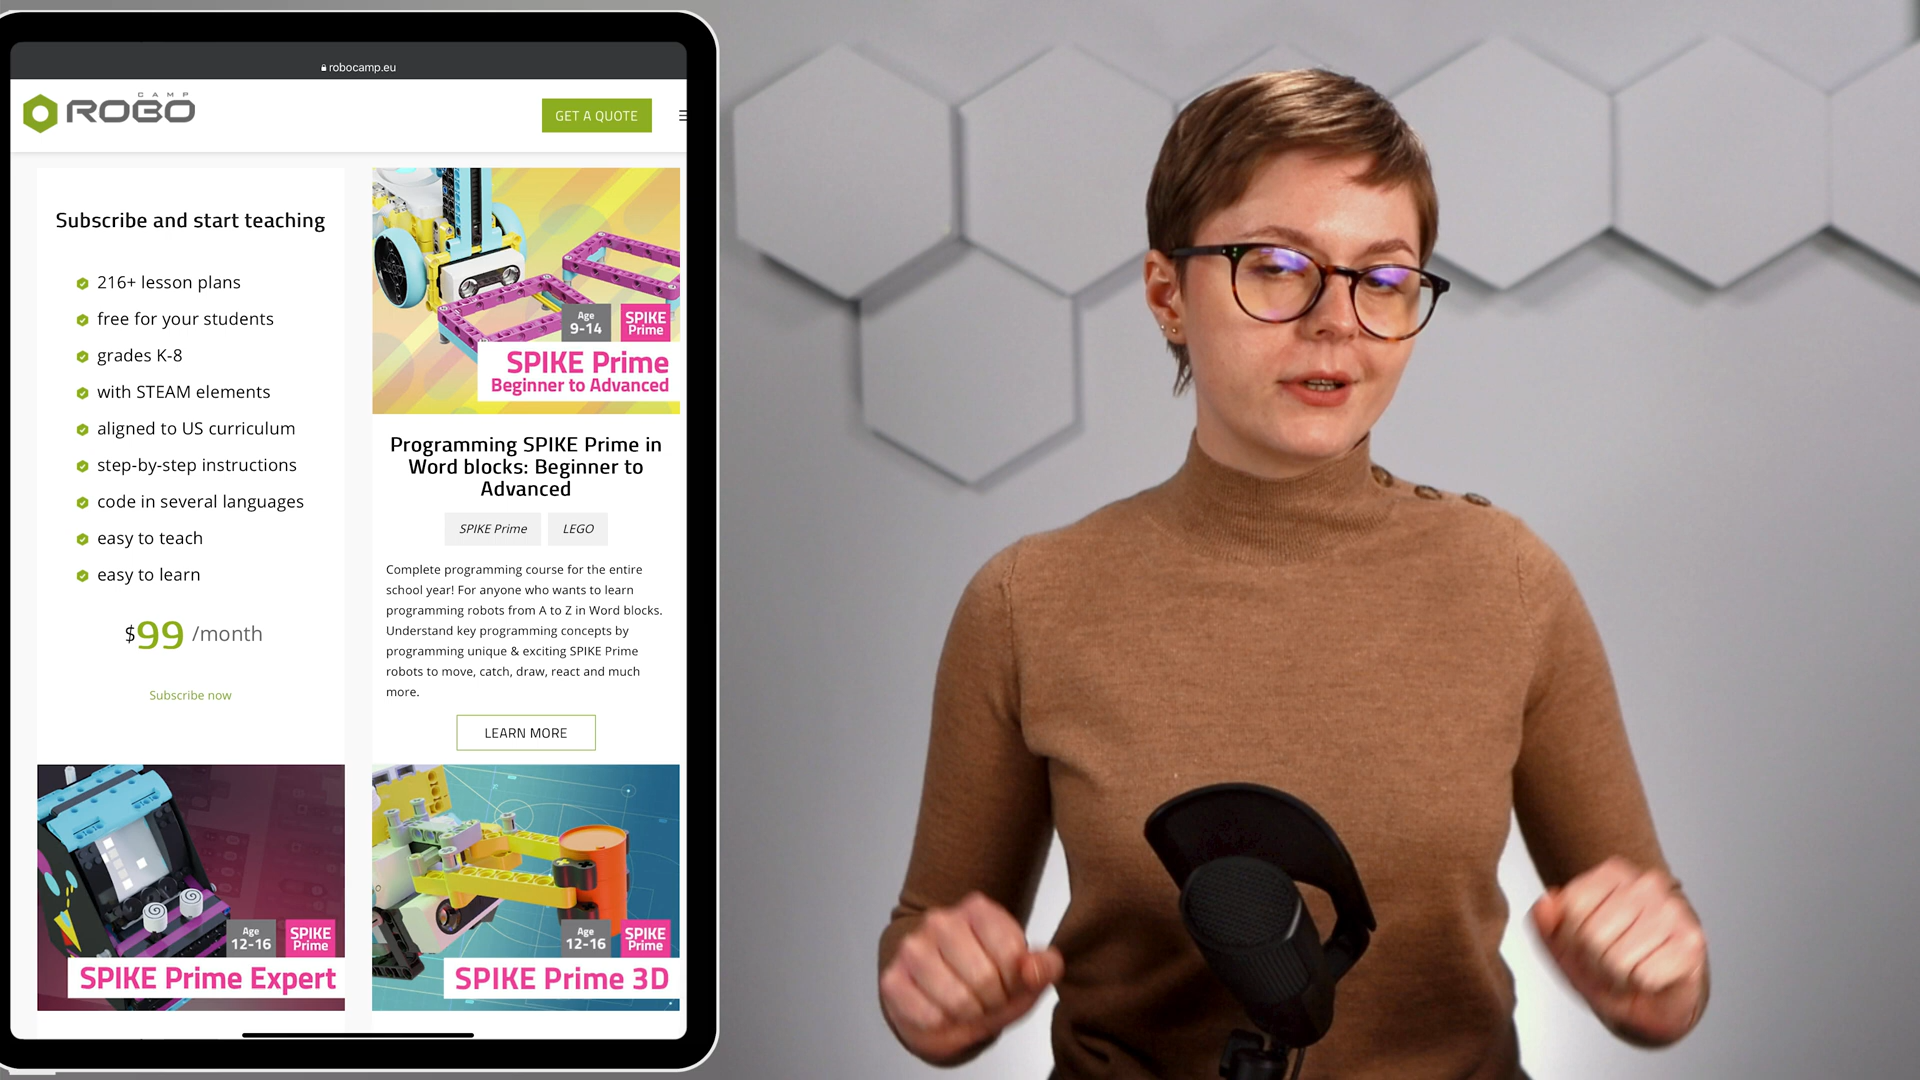 robocamp.eu
CAMP
ROBO
GET A QUOTE
Subscribe and start teaching
216+ lesson plans
free for your students
grades K-8
with STEAM elements
aligned to US curriculum
step-by-step instructions
code in several languages
easy to teach
easy to learn
$99 /month
Subscribe now
Age
9-14
SPIKE
Prime
SPIKE Prime
Beginner to Advanced
Programming SPIKE Prime in
Word blocks: Beginner to
Advanced
SPIKE Prime
LEGO
Complete programming course for the entire
school year! For anyone who wants to learn
programming robots from A to Z in Word blocks.
Understand key programming concepts by
programming unique & exciting SPIKE Prime
robots to move, catch, draw, react and much
more.
LEARN MORE
Age
12-16
SPIKE
Prime
SPIKE Prime Expert
Age
12-16
SPIKE
Prime
SPIKE Prime 3D